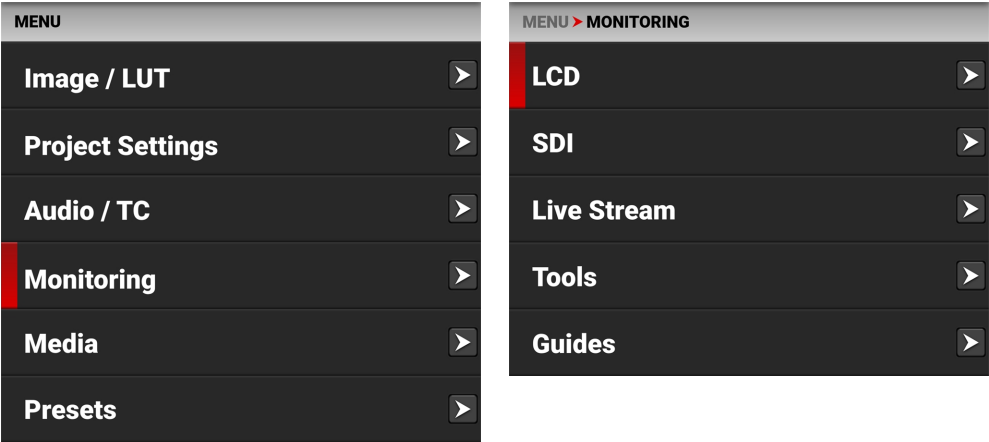 MENU
Image / LUT
Project Settings
Audio / TC
Monitoring
Media
Presets
MENU > MONITORING
LCD
SDI
Live Stream
Tools
Guides